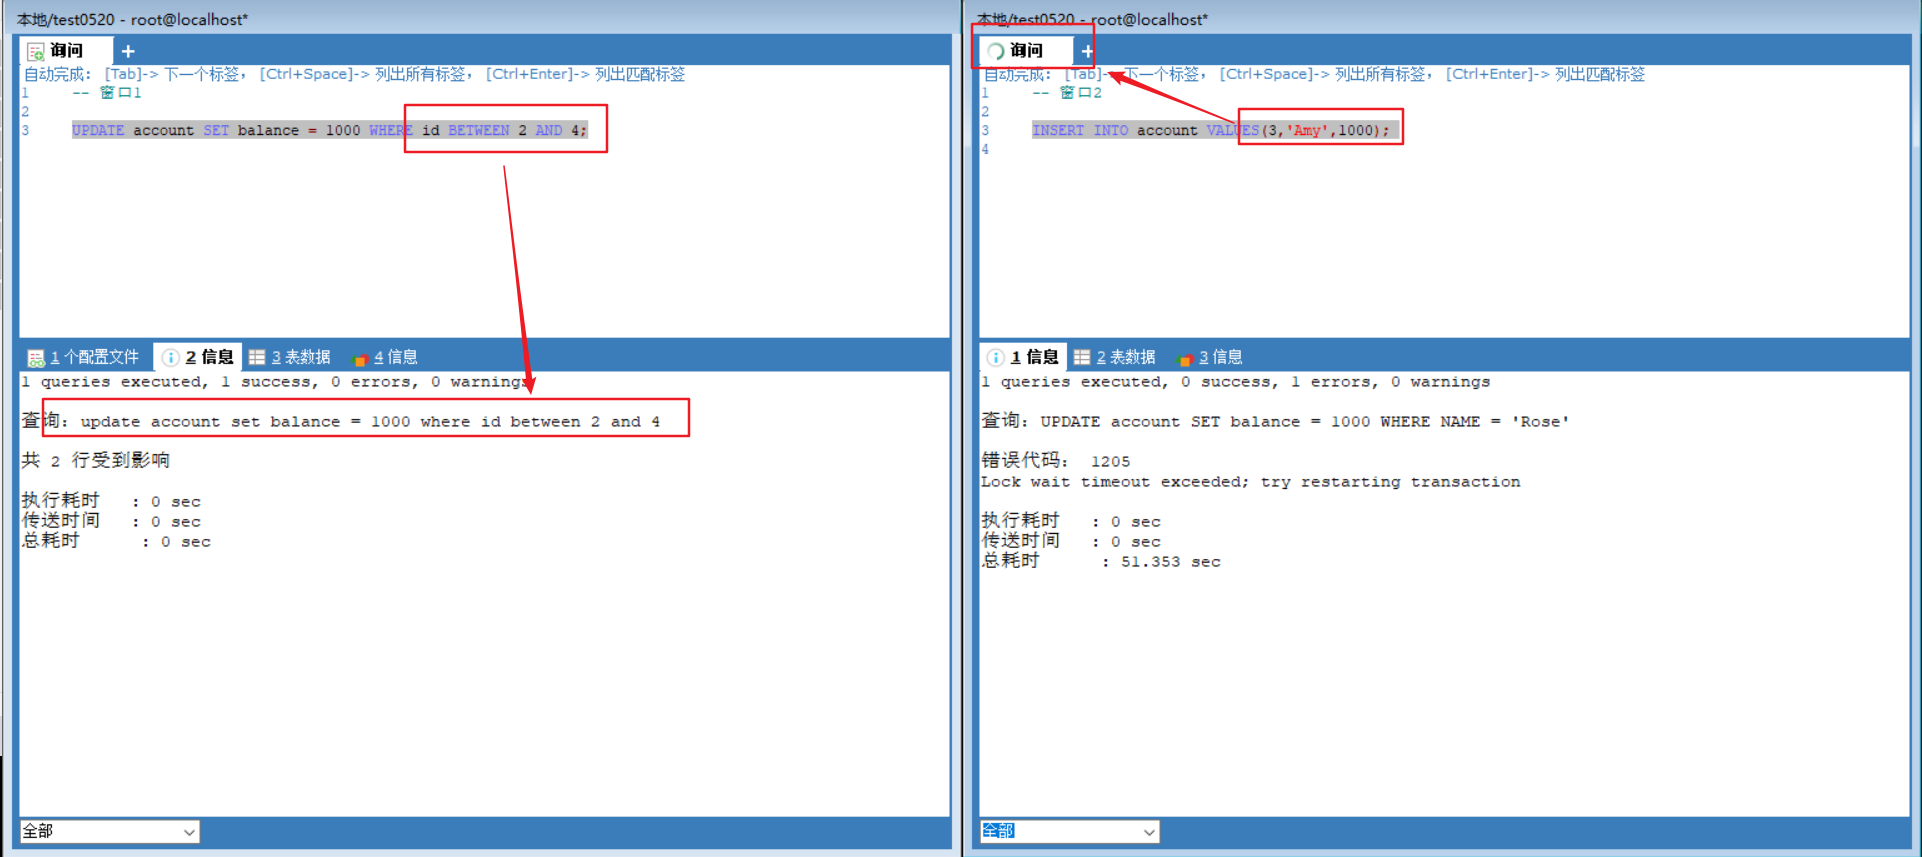 本地/test0520 - root@localhost*
询问 +
自动完成: [Tab]-> 下一个标签, [Ctrl+Space]-> 列出所有标签, [Ctrl+Enter]-> 列出匹配标签
1 -- 窗口1
2
3 UPDATE account SET balance = 1000 WHERE id BETWEEN 2 AND 4;
1 个配置文件 2 信息 3 表数据 4 信息
1 queries executed, 1 success, 0 errors, 0 warnings
查询: update account set balance = 1000 where id between 2 and 4
共 2 行受到影响
执行耗时 : 0 sec
传送时间 : 0 sec
总耗时 : 0 sec
全部
本地/test0520 - root@localhost*
询问 +
自动完成: [Tab]-> 下一个标签, [Ctrl+Space]-> 列出所有标签, [Ctrl+Enter]-> 列出匹配标签
1 -- 窗口2
2
3 INSERT INTO account VALUES(3,'Amy',1000);
4
1 信息 2 表数据 3 信息
1 queries executed, 0 success, 1 errors, 0 warnings
查询: UPDATE account SET balance = 1000 WHERE NAME = 'Rose'
错误代码: 1205
Lock wait timeout exceeded; try restarting transaction
执行耗时 : 0 sec
传送时间 : 0 sec
总耗时 : 51.353 sec
全部